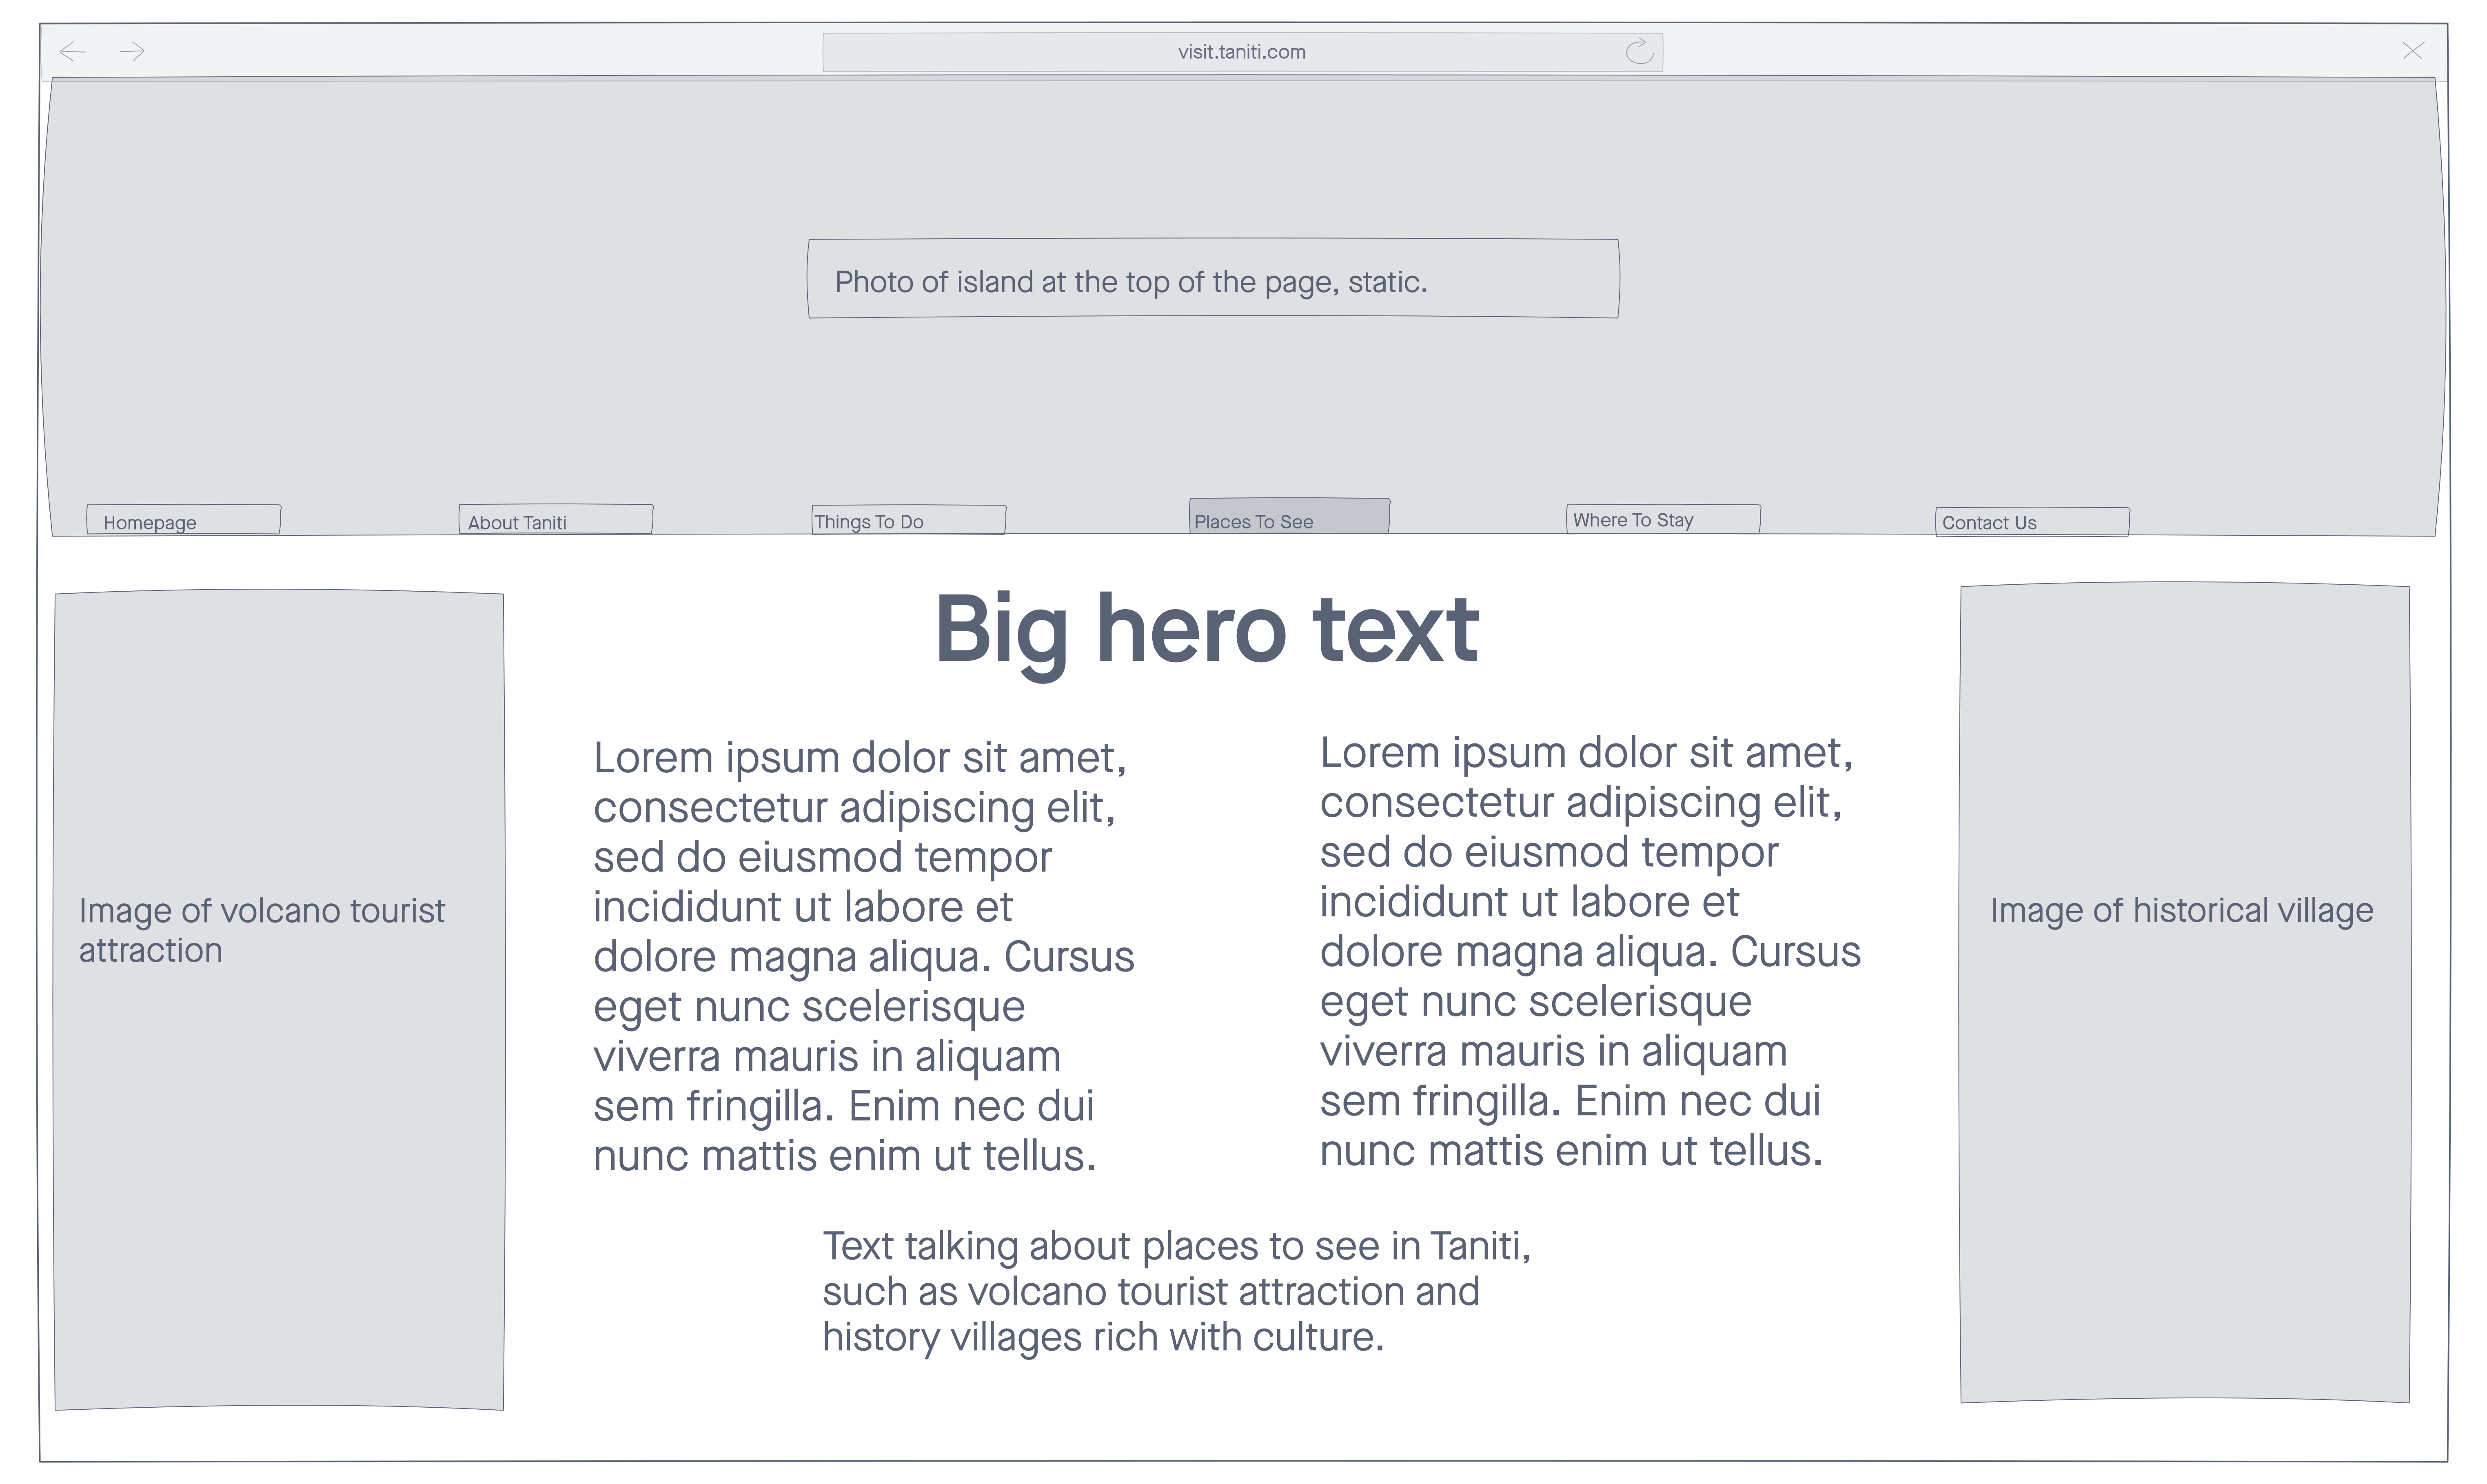 visit.taniti.com
Photo of island at the top of the page, static.
Homepage
About Taniti
Things To Do
Places To See
Where To Stay
Contact Us
Big hero text
Image of volcano tourist
attraction
Lorem ipsum dolor sit amet,
consectetur adipiscing elit,
sed do eiusmod tempor
incididunt ut labore et
dolore magna aliqua. Cursus
eget nunc scelerisque
viverra mauris in aliquam
sem fringilla. Enim nec dui
nunc mattis enim ut tellus.
Lorem ipsum dolor sit amet,
consectetur adipiscing elit,
sed do eiusmod tempor
incididunt ut labore et
dolore magna aliqua. Cursus
eget nunc scelerisque
viverra mauris in aliquam
sem fringilla. Enim nec dui
nunc mattis enim ut tellus.
Image of historical village
Text talking about places to see in Taniti,
such as volcano tourist attraction and
history villages rich with culture.